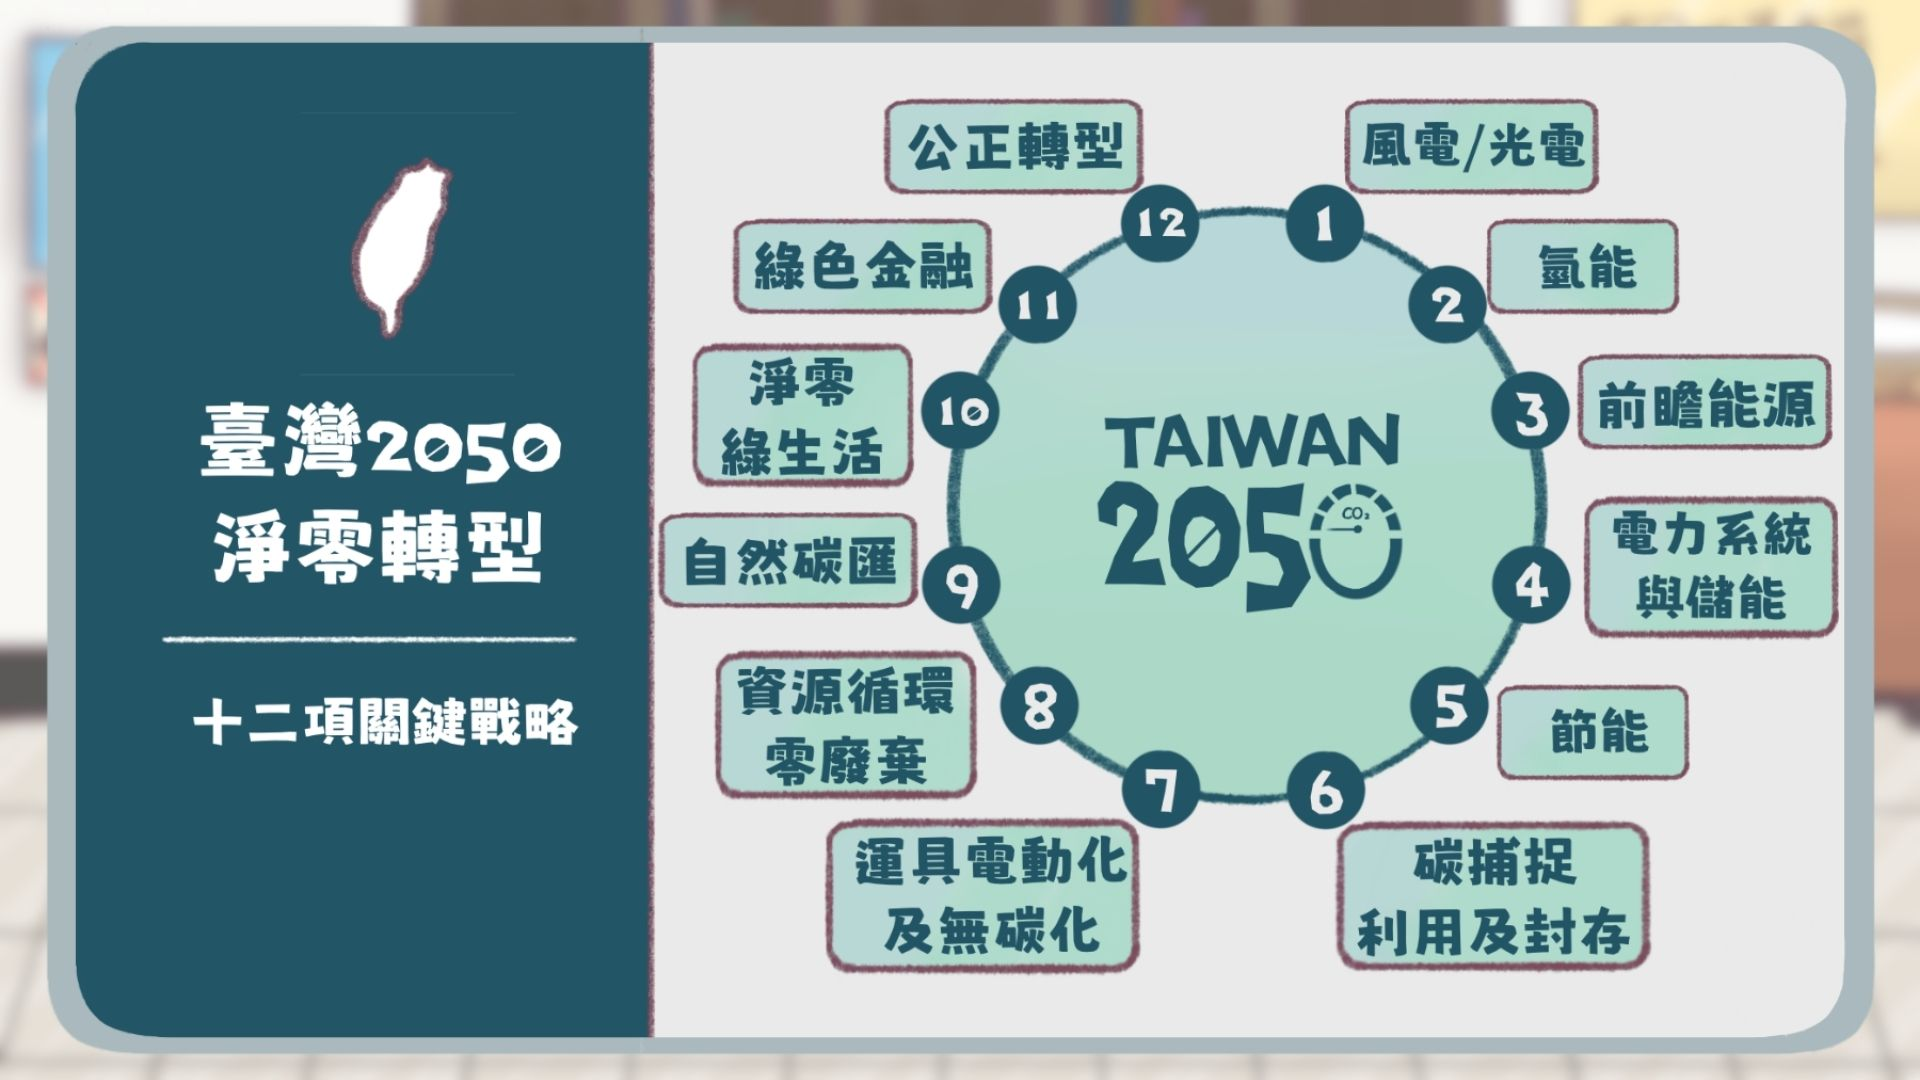 臺灣2050
淨零轉型
十二項關鍵戰略
TAIWAN
2050
CO₂
1
風電/光電
2
氫能
3
前瞻能源
4
電力系統
與儲能
5
節能
6
碳捕捉
利用及封存
7
運具電動化
及無碳化
8
資源循環
零廢棄
9
自然碳匯
10
淨零
綠生活
11
綠色金融
12
公正轉型